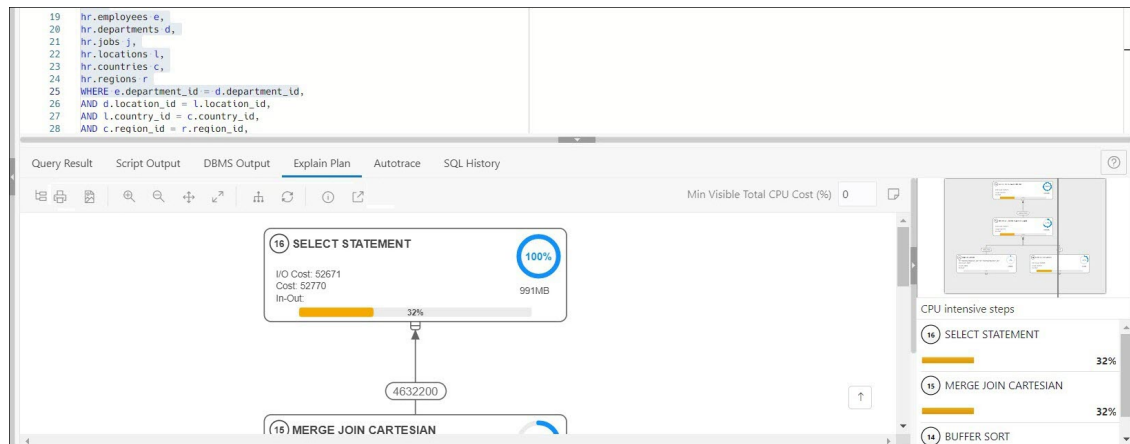 19 hr.employees e,
20 hr.departments d,
21 hr.jobs j,
22 hr.locations l,
23 hr.countries c,
24 hr.regions r
25 WHERE e.department_id = d.department_id,
26 AND d.location_id = l.location_id,
27 AND l.country_id = c.country_id,
28 AND c.region_id = r.region_id,
Query Result Script Output DBMS Output Explain Plan Autotrace SQL History
Min Visible Total CPU Cost (%) 0
16 SELECT STATEMENT
100%
I/O Cost: 52671
Cost: 52770
991MB
In-Out:
32%
4632200
15 MERGE JOIN CARTESIAN
CPU intensive steps
16 SELECT STATEMENT
32%
15 MERGE JOIN CARTESIAN
32%
14 BUFFER SORT